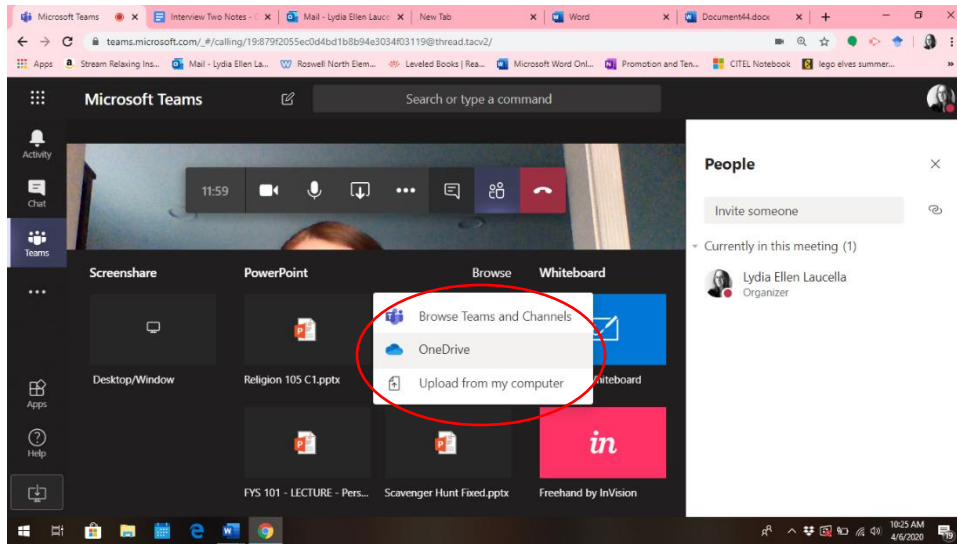 Microsoft Teams
Interview Two Notes - G
Mail - Lydia Ellen Lauce
New Tab
Word
Document44.docx
teams.microsoft.com/_#/calling/19:879f2055ec0d4bd1b8b94e3034f03119@thread.tacv2/
Apps
Stream Relaxing Ins...
Mail - Lydia Ellen La...
Roswell North Elem...
Leveled Books | Rea...
Microsoft Word Onl...
Promotion and Ten...
CITEL Notebook
lego elves summer...
Microsoft Teams
Search or type a command
Activity
Chat
Teams
Apps
Help
11:59
Screenshare
PowerPoint
Browse
Whiteboard
Browse Teams and Channels
OneDrive
Upload from my computer
Desktop/Window
Religion 105 C1.pptx
hiteboard
in
FYS 101 - LECTURE - Pers...
Scavenger Hunt Fixed.pptx
Freehand by InVision
People
Invite someone
Currently in this meeting (1)
Lydia Ellen Laucella
Organizer
10:25 AM
4/6/2020
19